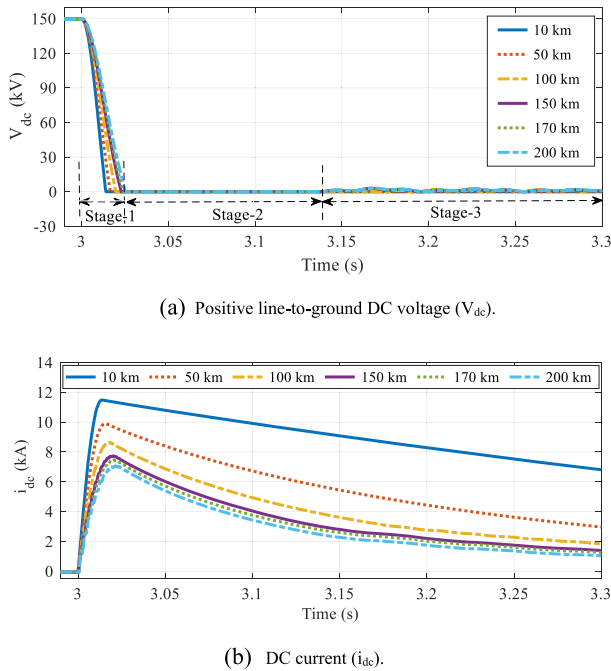 150
120
90
60
30
0
-30
V_dc (kV)
10 km
50 km
100 km
150 km
170 km
200 km
Stage-1
Stage-2
Stage-3
3
3.05
3.1
3.15
3.2
3.25
3.3
Time (s)
(a) Positive line-to-ground DC voltage (V_dc).
14
12
10
8
6
4
2
0
i_dc (kA)
10 km 50 km 100 km 150 km 170 km 200 km
3
3.05
3.1
3.15
3.2
3.25
3.3
Time (s)
(b) DC current (i_dc).